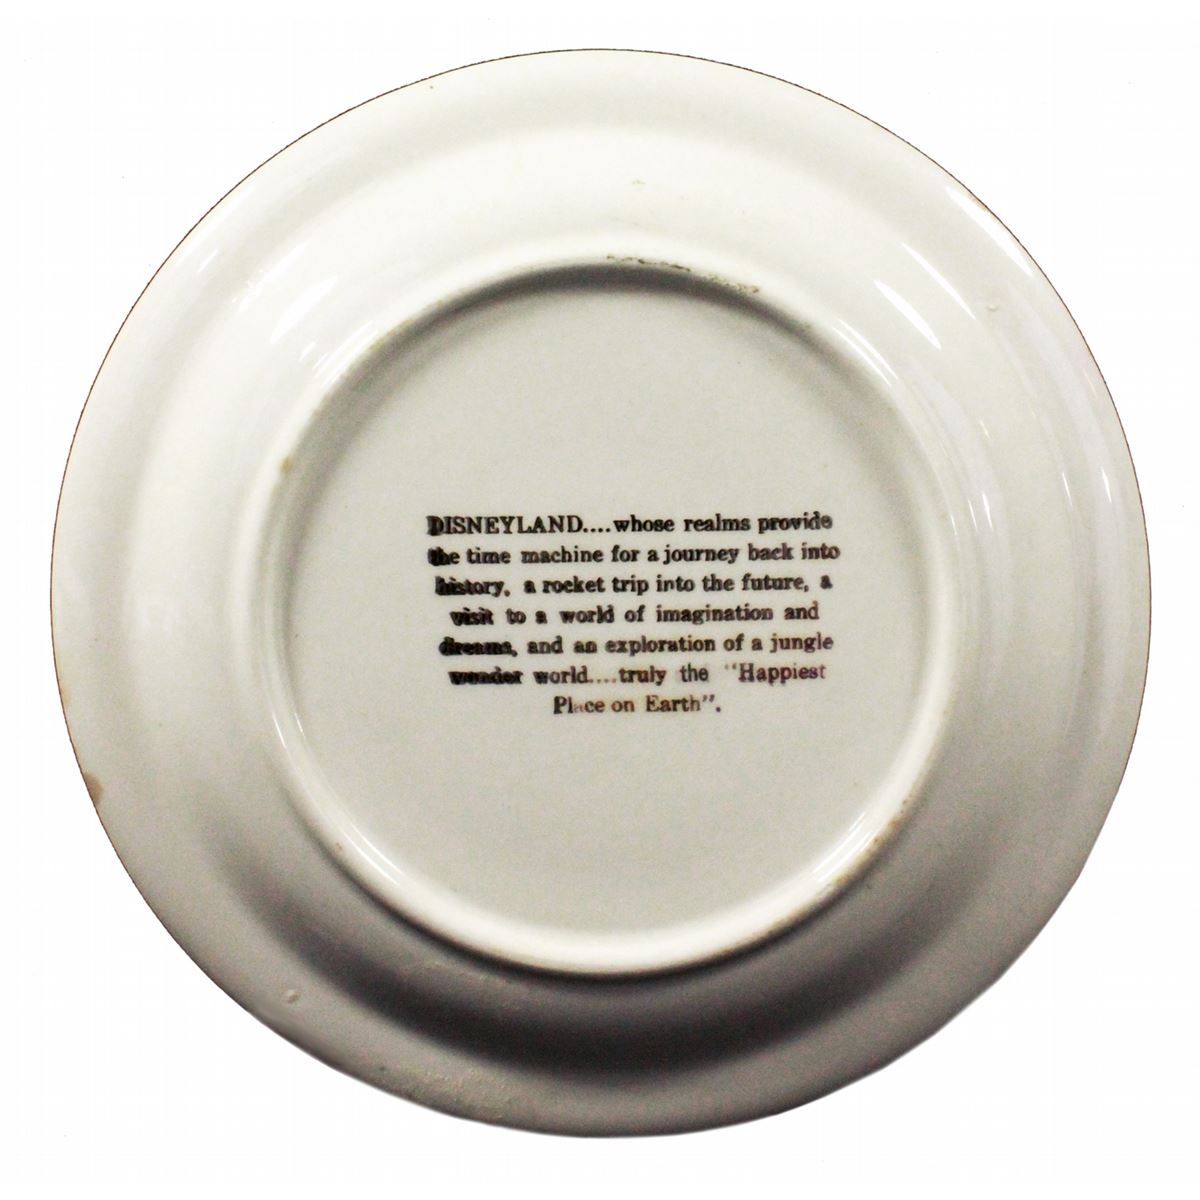 DISNEYLAND....whose realms provide
the time machine for a journey back into
history, a rocket trip into the future, a
visit to a world of imagination and
dreams, and an exploration of a jungle
wonder world....truly the "Happiest
Place on Earth".